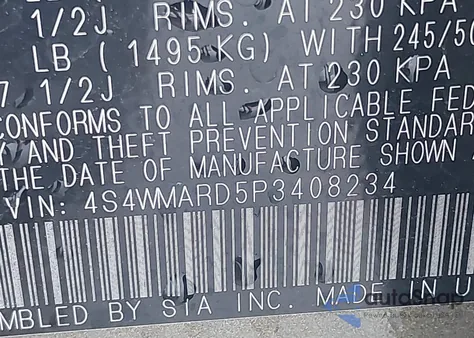 1/2J RIMS. AT 230 KPA
LB ( 1495 KG) WITH 245/50
7 1/2J RIMS. AT 230 KPA
CONFORMS TO ALL APPLICABLE FED
Y AND THEFT PREVENTION STANDAR
THE DATE OF MANUFACTURE SHOWN
VIN: 4S4WMARD5P3408234
MBLED BY SIA INC. MADE IN U
autoSnap